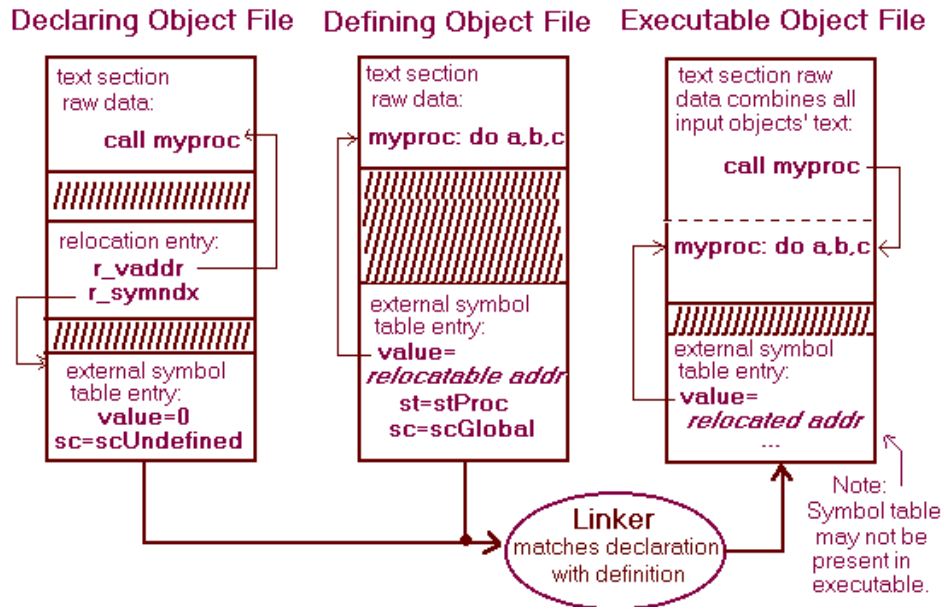 Declaring Object File
text section
raw data:
call myproc
relocation entry:
r_vaddr
r_symndx
external symbol
table entry:
value=0
sc=scUndefined
Defining Object File
text section
raw data:
myproc: do a,b,c
external symbol
table entry:
value=
relocatable addr
st=stProc
sc=scGlobal
Executable Object File
text section raw
data combines all
input objects' text:
call myproc
myproc: do a,b,c
external symbol
table entry:
value=
relocated addr
...
Note:
Symbol table
may not be
present in
executable.
Linker
matches declaration
with definition